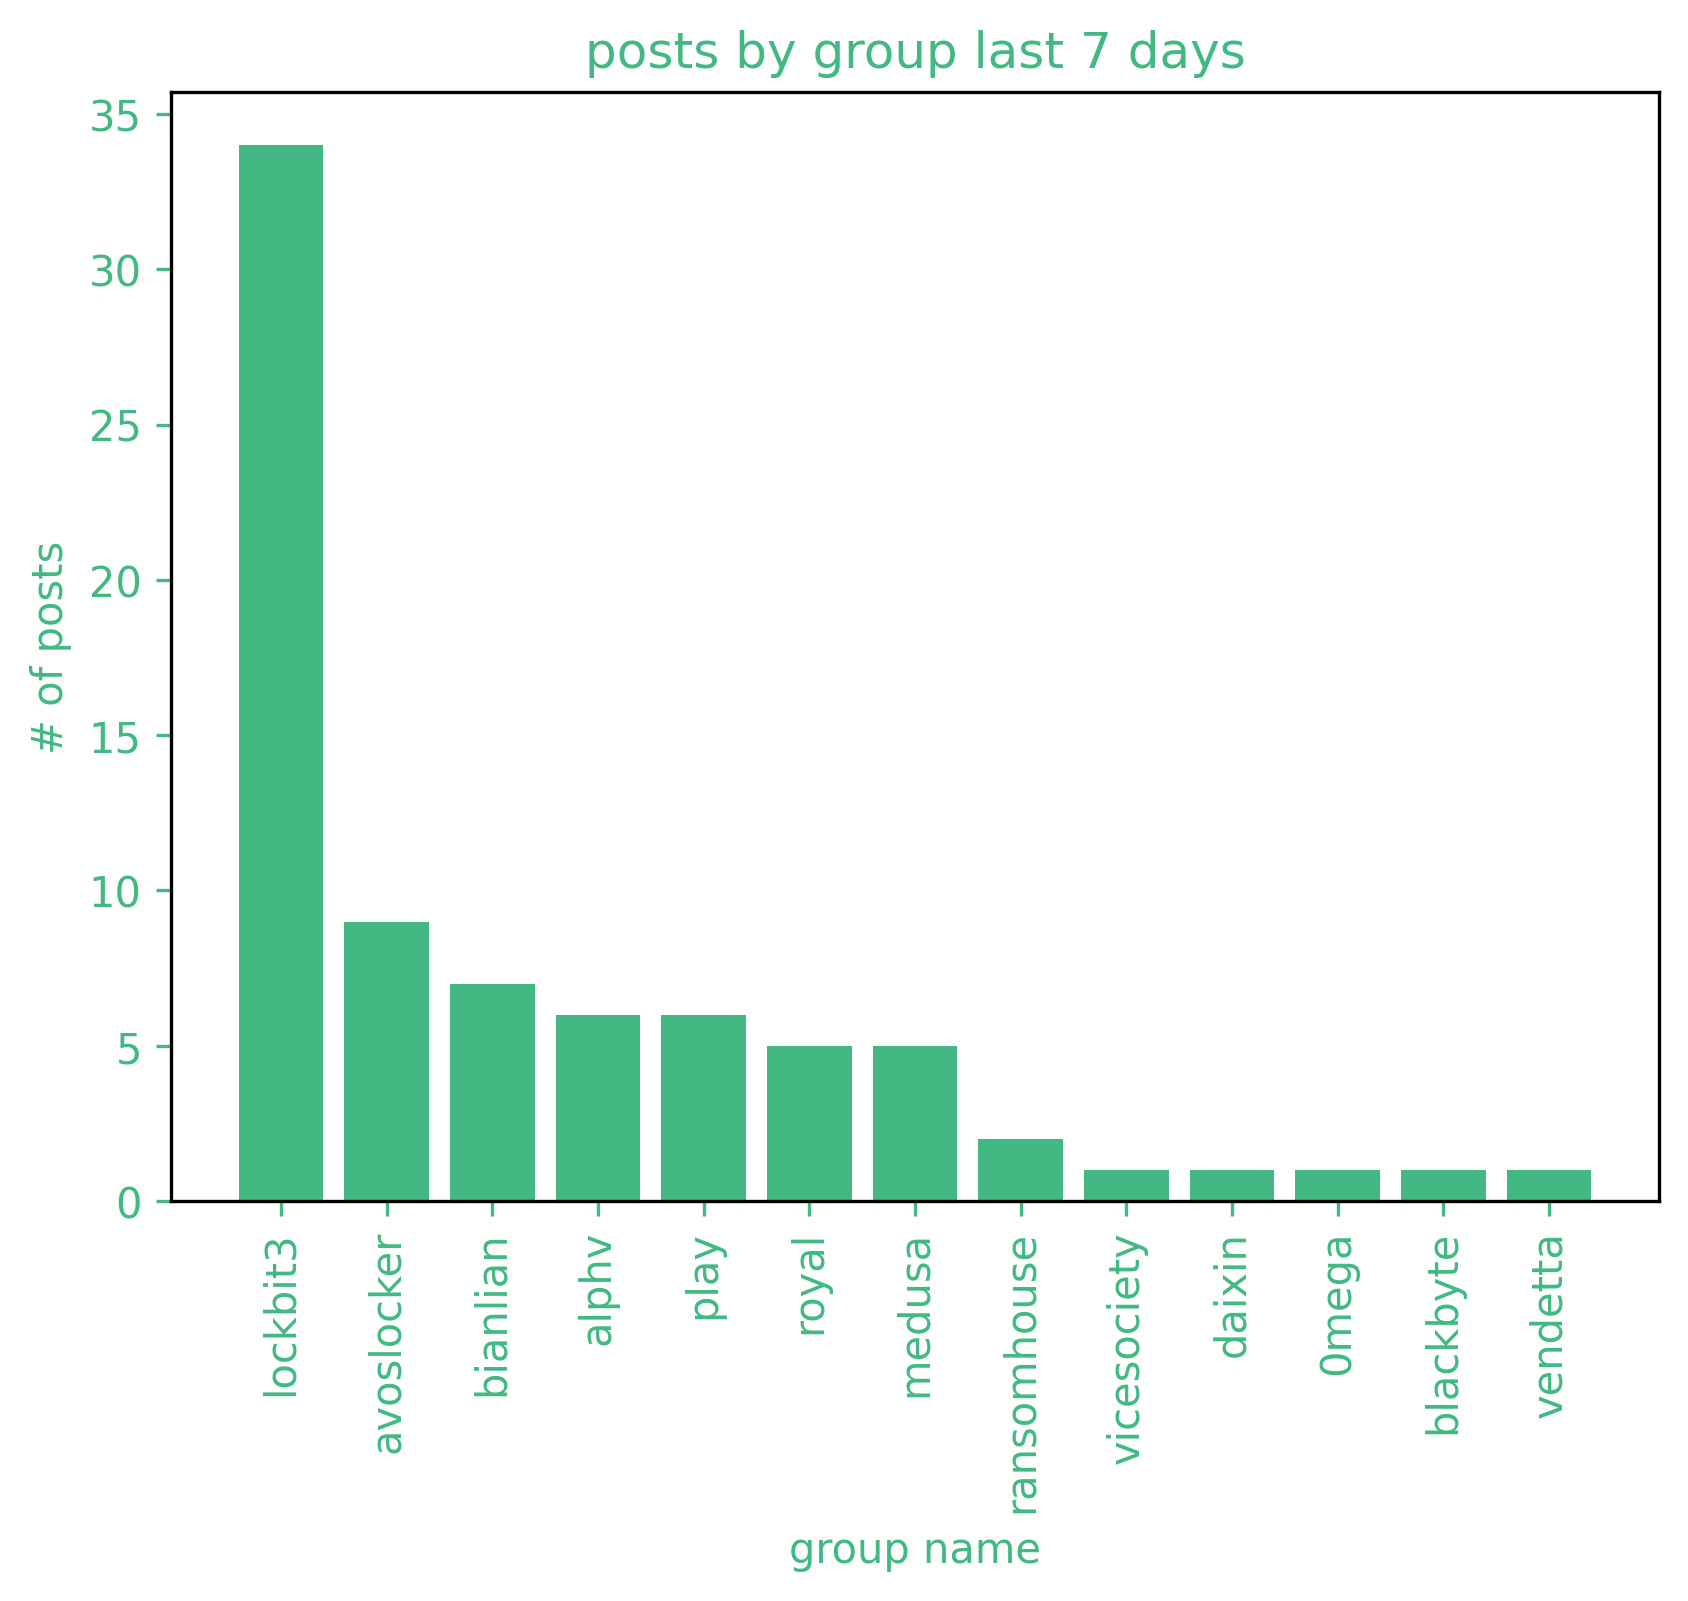 posts by group last 7 days
35
30
25
20
15
10
5
0
# of posts
lockbit3
avoslocker
bianlian
alphv
play
royal
medusa
ransomhouse
vicesociety
daixin
0mega
blackbyte
vendetta
group name